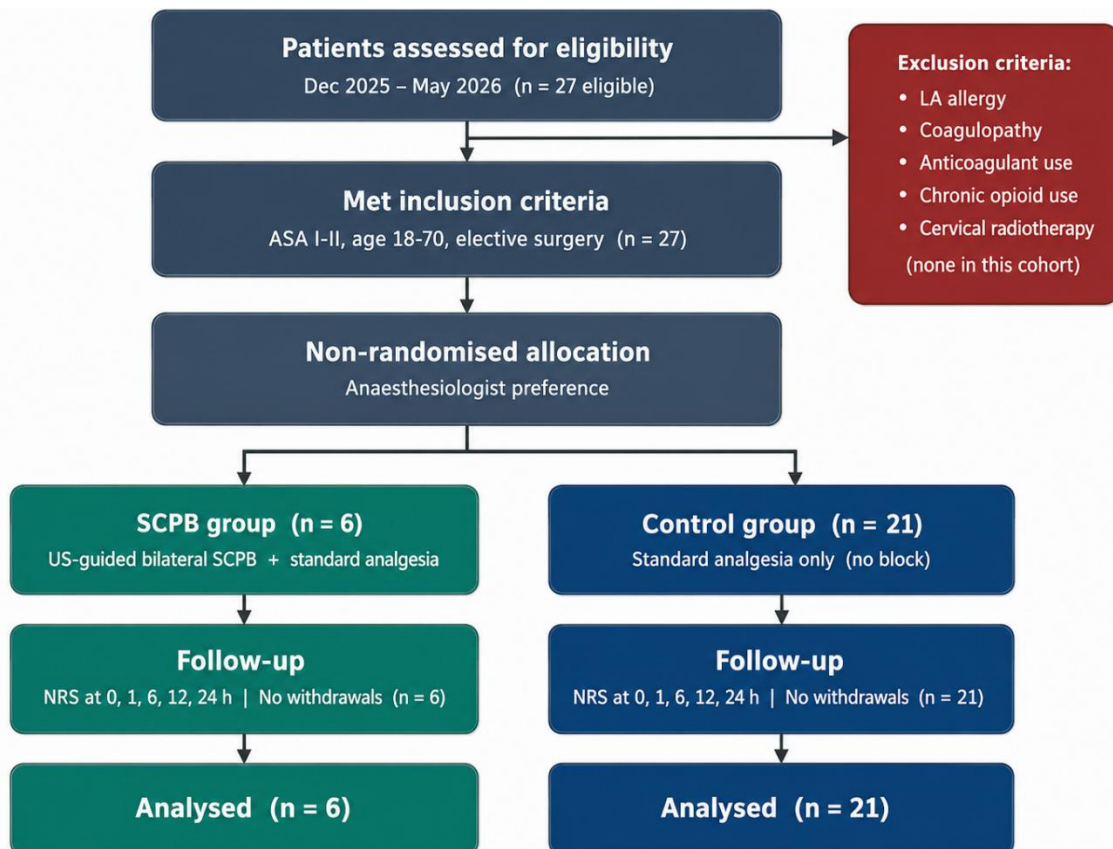 Patients assessed for eligibility
Dec 2025 – May 2026 (n = 27 eligible)
Exclusion criteria:
• LA allergy
• Coagulopathy
• Anticoagulant use
• Chronic opioid use
• Cervical radiotherapy
(none in this cohort)
Met inclusion criteria
ASA I-II, age 18-70, elective surgery (n = 27)
Non-randomised allocation
Anaesthesiologist preference
SCPB group (n = 6)
US-guided bilateral SCPB + standard analgesia
Control group (n = 21)
Standard analgesia only (no block)
Follow-up
NRS at 0, 1, 6, 12, 24 h | No withdrawals (n = 6)
Follow-up
NRS at 0, 1, 6, 12, 24 h | No withdrawals (n = 21)
Analysed (n = 6)
Analysed (n = 21)